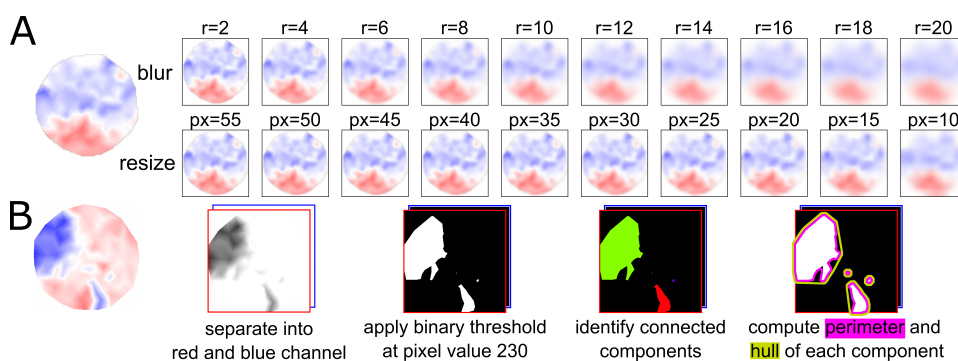 A
r=2 r=4 r=6 r=8 r=10 r=12 r=14 r=16 r=18 r=20
blur
px=55 px=50 px=45 px=40 px=35 px=30 px=25 px=20 px=15 px=10
resize
B
separate into
red and blue channel
apply binary threshold
at pixel value 230
identify connected
components
compute perimeter and
hull of each component